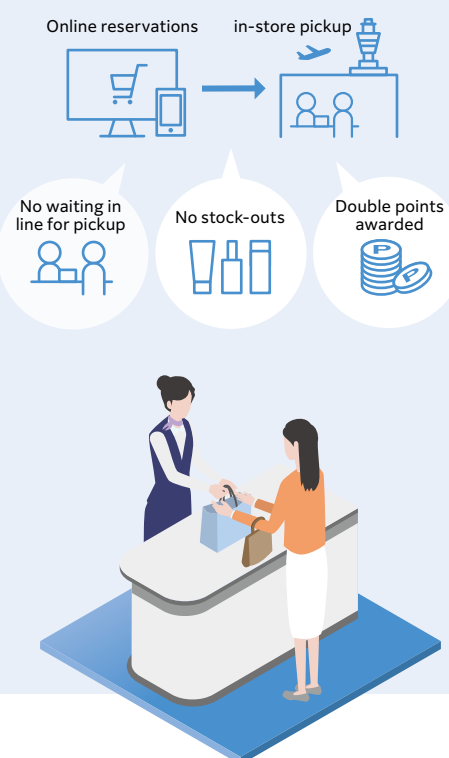 Online reservations
in-store pickup
No waiting in
line for pickup
No stock-outs
Double points
awarded
P
P